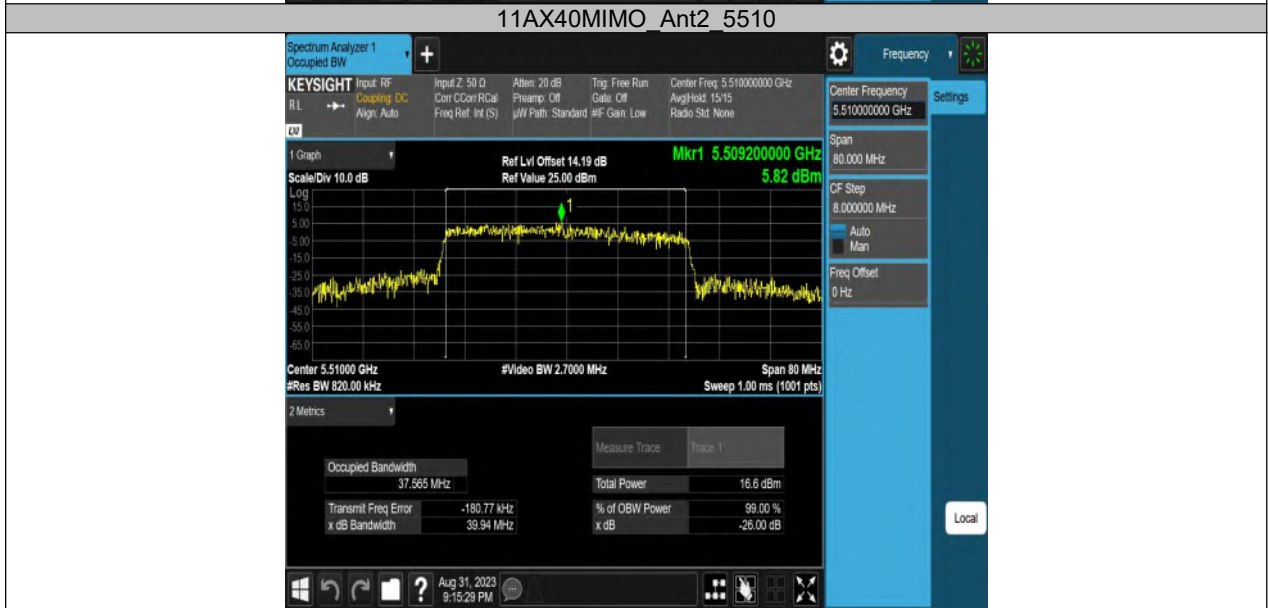 11AX40MIMO_Ant2_5510
Spectrum Analyzer 1
Occupied BW
+
Frequency
KEYSIGHT Input: RF Input Z: 50 Ω Atten: 20 dB Trig: Free Run Center Freq: 5.510000000 GHz
RL Coupling: DC Corr CCorr RCal Preamp: Off Gate: Off Avg|Hold: 15/15
Align: Auto Freq Ref: Int (S) µW Path: Standard #IF Gain: Low Radio Std: None
LXI
Center Frequency
5.510000000 GHz
Settings
Span
80.000 MHz
CF Step
8.000000 MHz
Auto
Man
Freq Offset
0 Hz
Local
1 Graph
Ref Lvl Offset 14.19 dB Mkr1 5.509200000 GHz
Scale/Div 10.0 dB Ref Value 25.00 dBm 5.82 dBm
Log
15.0
5.00
-5.00
-15.0
-25.0
-35.0
-45.0
-55.0
-65.0
1
Center 5.51000 GHz #Video BW 2.7000 MHz Span 80 MHz
#Res BW 820.00 kHz Sweep 1.00 ms (1001 pts)
2 Metrics
Measure Trace Trace 1
Occupied Bandwidth
37.565 MHz Total Power 16.6 dBm
Transmit Freq Error -180.77 kHz % of OBW Power 99.00 %
x dB Bandwidth 39.94 MHz x dB -26.00 dB
? Aug 31, 2023
9:15:29 PM